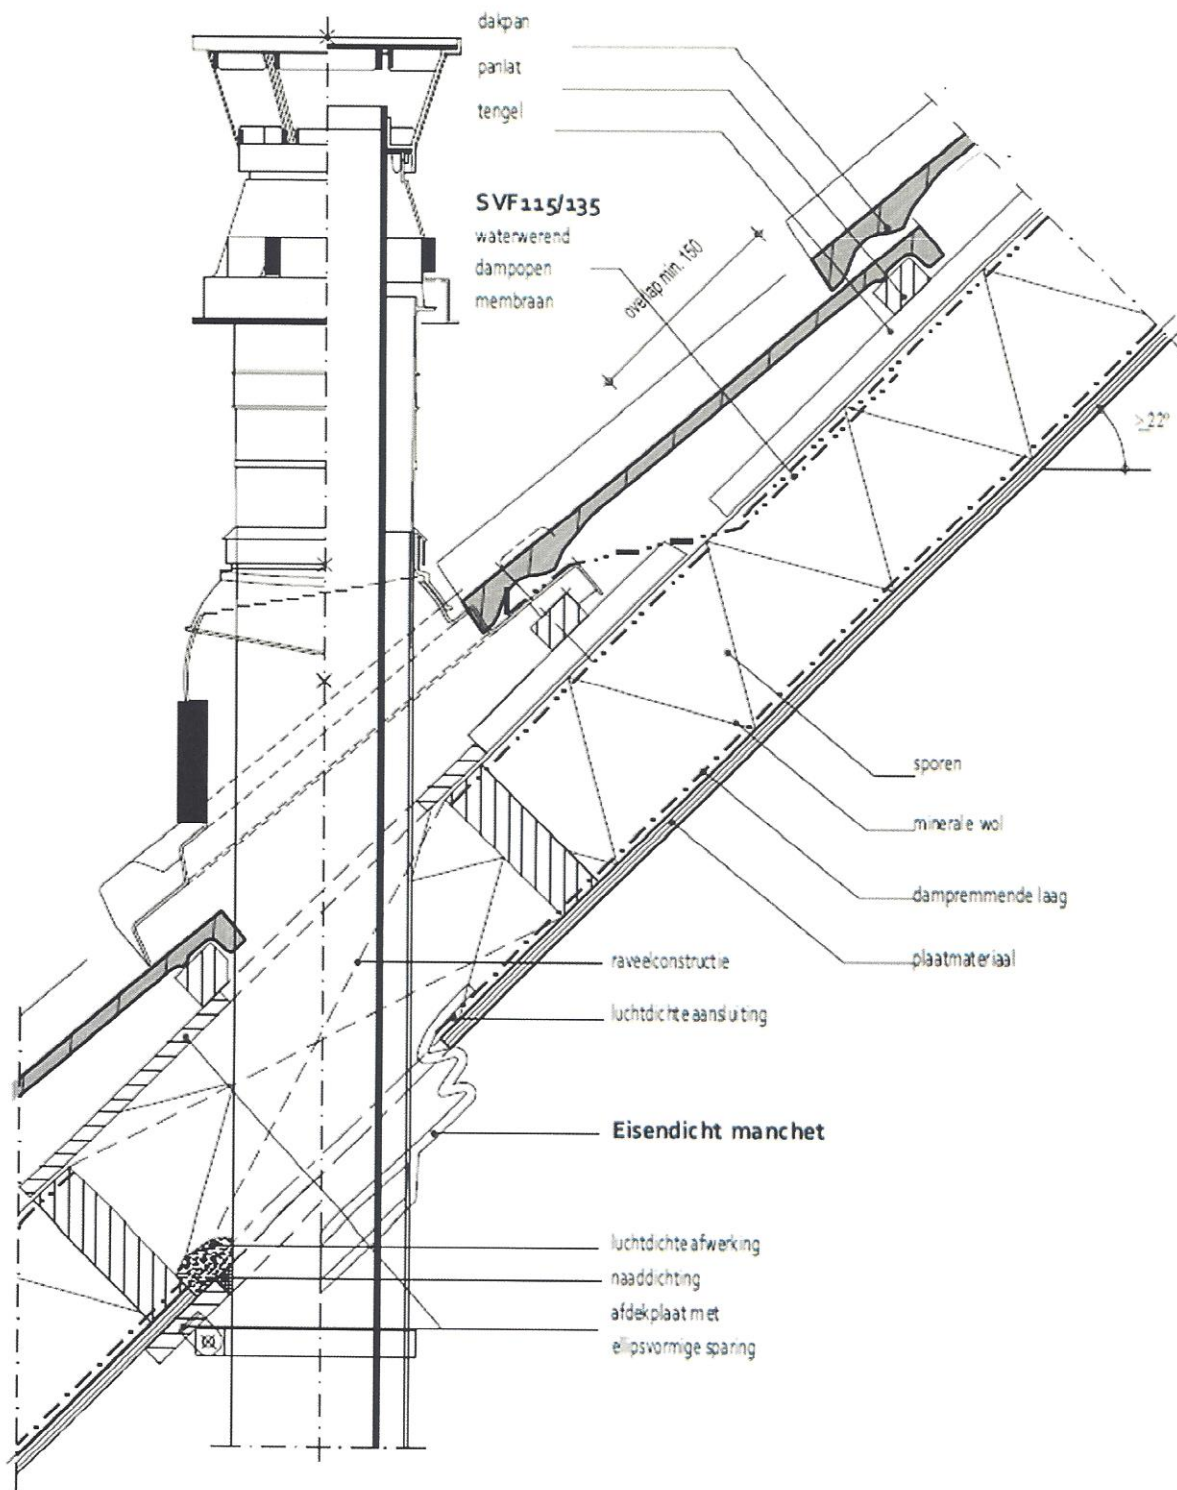 dakpan
panlat
tengel
SVF115/135
waterwerend
dampopen
membraan
overlap min. 150
≥22°
sporen
minerale wol
dampremmende laag
plaatmateriaal
raveelconstructie
luchtdichte aansluiting
Eisendicht manchet
luchtdichte afwerking
naaddichting
afdekplaat met
ellipsvormige sparing